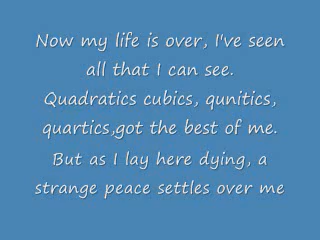 Now my life is over, I've seen
all that I can see.
Quadratics cubics, qunitics,
quartics,got the best of me.
But as I lay here dying, a
strange peace settles over me